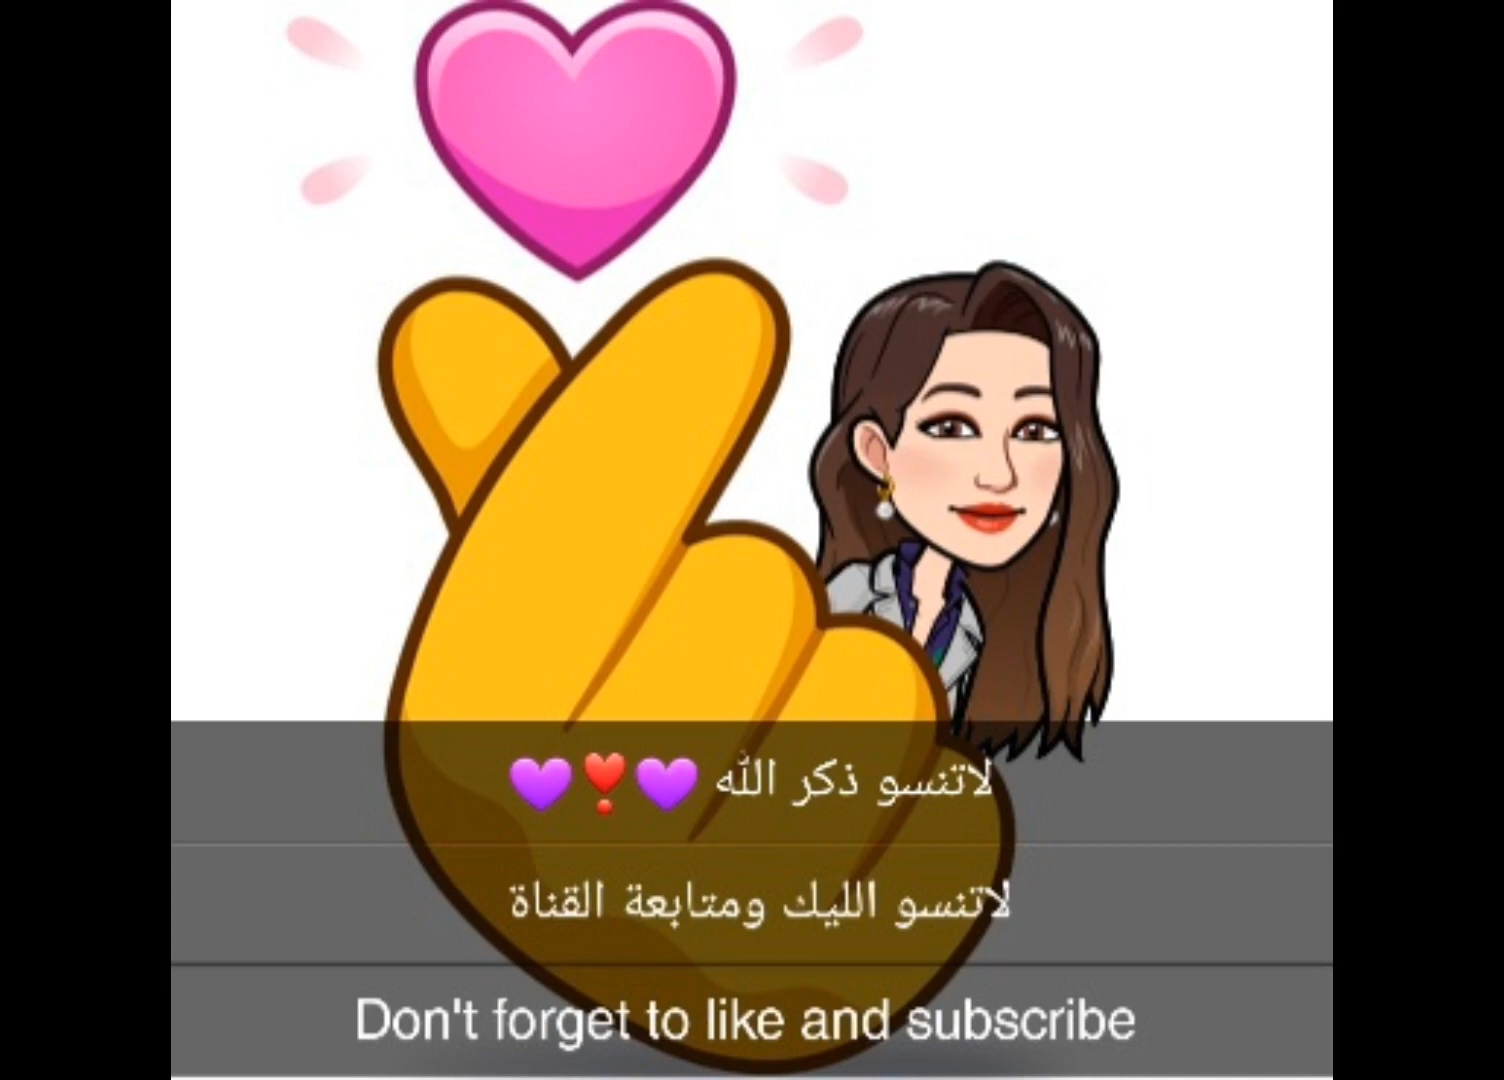 لاتنسو ذكر الله 💜❣️💜
لاتنسو الليك ومتابعة القناة
Don't forget to like and subscribe